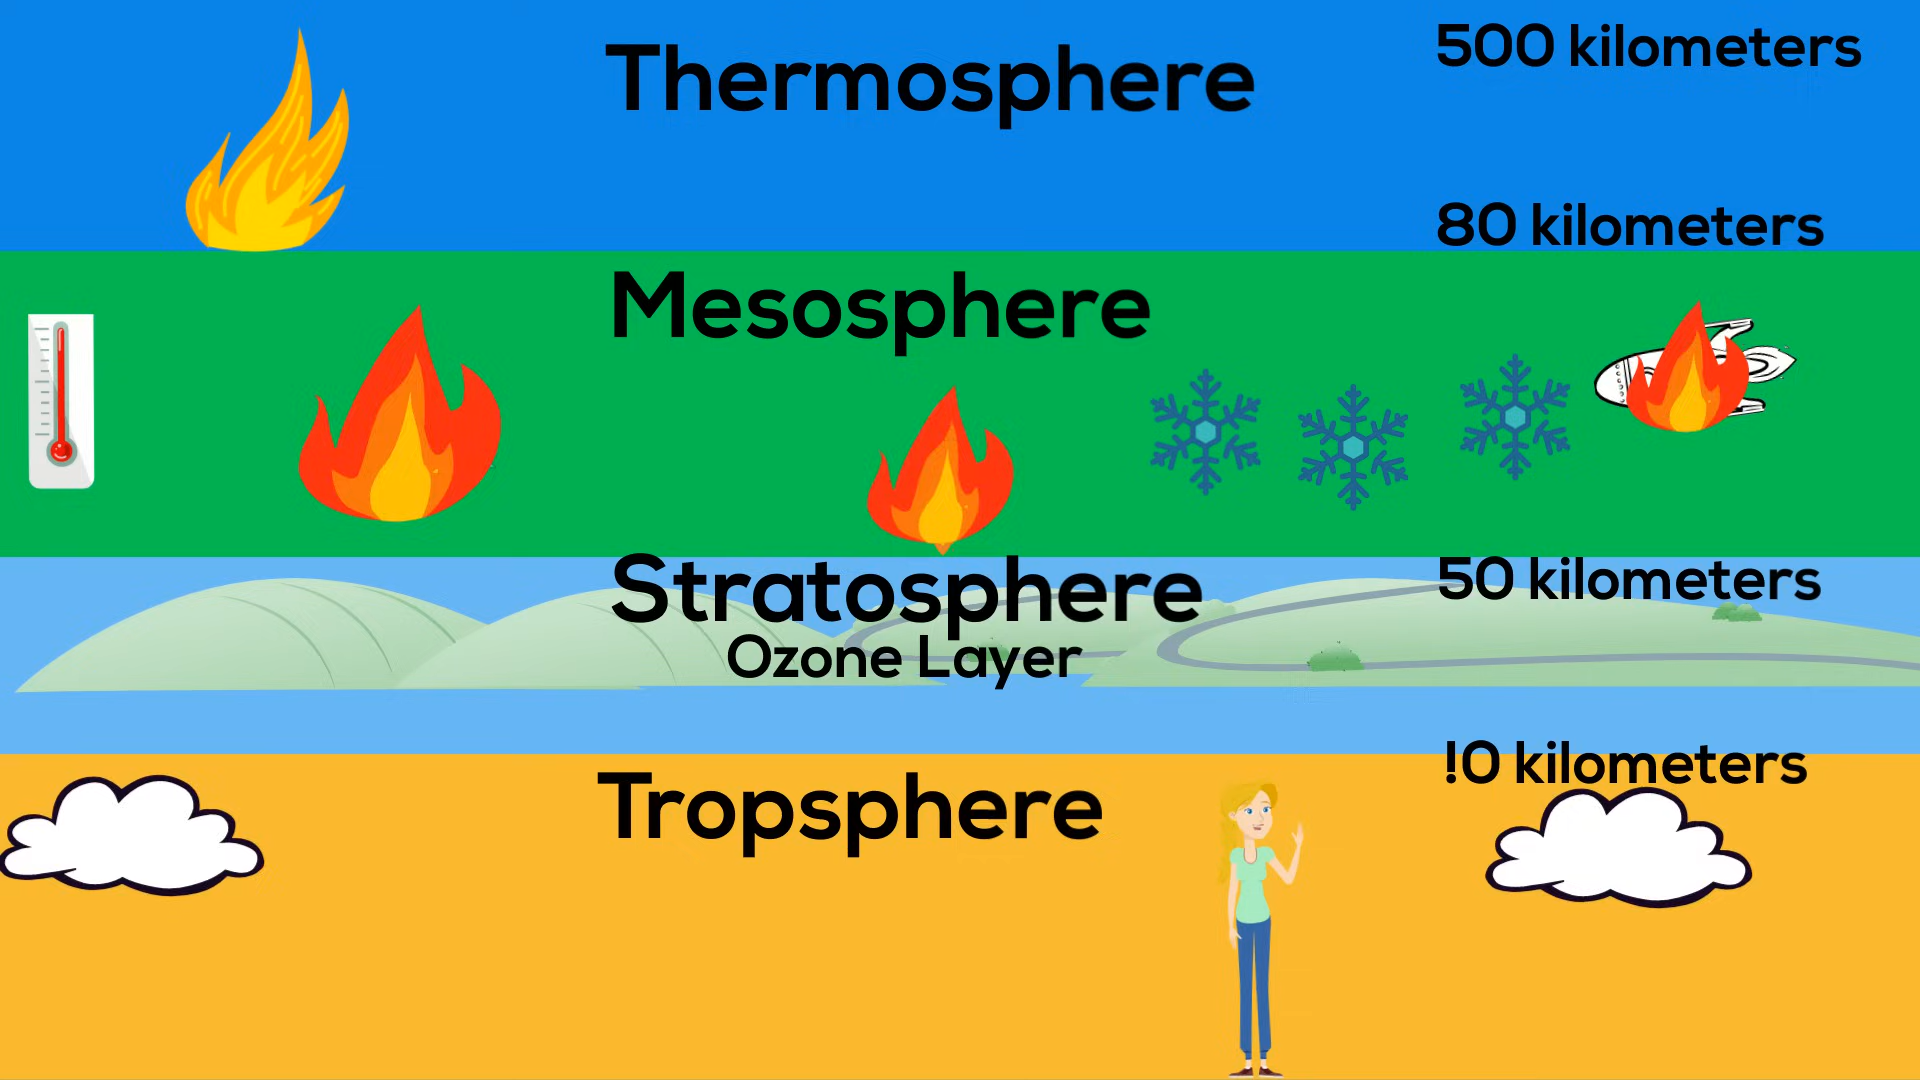 Thermosphere
500 kilometers
80 kilometers
Mesosphere
Stratosphere
50 kilometers
Ozone Layer
!0 kilometers
Tropsphere